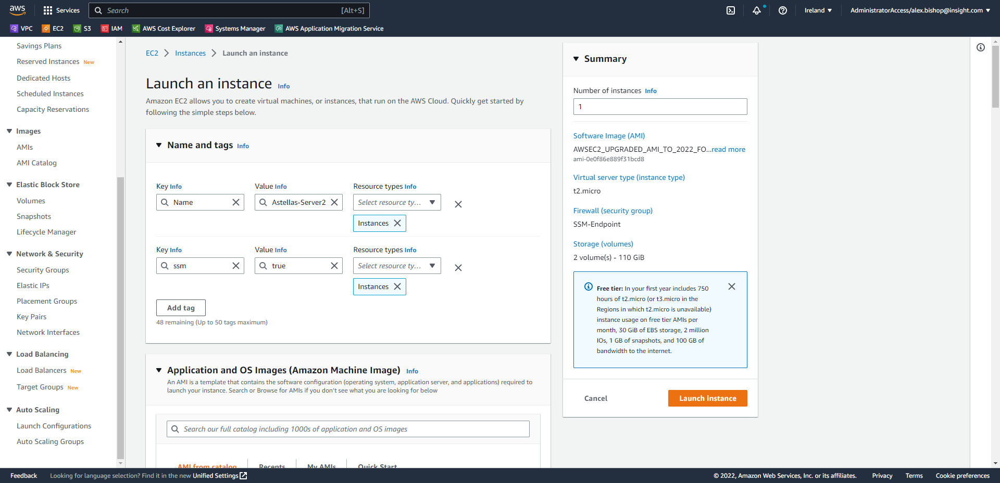 aws
Services
Search
[Alt+S]
Ireland
AdministratorAccess/alex.bishop@insight.com
VPC
EC2
S3
IAM
AWS Cost Explorer
Systems Manager
AWS Application Migration Service
Savings Plans
Reserved Instances New
Dedicated Hosts
Scheduled Instances
Capacity Reservations
Images
AMIs
AMI Catalog
Elastic Block Store
Volumes
Snapshots
Lifecycle Manager
Network & Security
Security Groups
Elastic IPs
Placement Groups
Key Pairs
Network Interfaces
Load Balancing
Load Balancers New
Target Groups New
Auto Scaling
Launch Configurations
Auto Scaling Groups
EC2 > Instances > Launch an instance
Launch an instance Info
Amazon EC2 allows you to create virtual machines, or instances, that run on the AWS Cloud. Quickly get started by
following the simple steps below.
Name and tags Info
Key Info
Value Info
Resource types Info
Name
Astellas-Server2
Select resource ty...
Instances
Key Info
Value Info
Resource types Info
ssm
true
Select resource ty...
Instances
Add tag
48 remaining (Up to 50 tags maximum)
Application and OS Images (Amazon Machine Image) Info
An AMI is a template that contains the software configuration (operating system, application server, and applications) required to
launch your instance. Search or Browse for AMIs if you don't see what you are looking for below
Search our full catalog including 1000s of application and OS images
AMI from catalog
Recents
My AMIs
Quick Start
Summary
Number of instances Info
1
Software Image (AMI)
AWSEC2_UPGRADED_AMI_TO_2022_FO...read more
ami-0e0f86e889f31bcd8
Virtual server type (instance type)
t2.micro
Firewall (security group)
SSM-Endpoint
Storage (volumes)
2 volume(s) - 110 GiB
Free tier: In your first year includes 750
hours of t2.micro (or t3.micro in the
Regions in which t2.micro is unavailable)
instance usage on free tier AMIs per
month, 30 GiB of EBS storage, 2 million
IOs, 1 GB of snapshots, and 100 GB of
bandwidth to the internet.
Cancel
Launch instance
Feedback
Looking for language selection? Find it in the new Unified Settings
© 2022, Amazon Web Services, Inc. or its affiliates.
Privacy
Terms
Cookie preferences